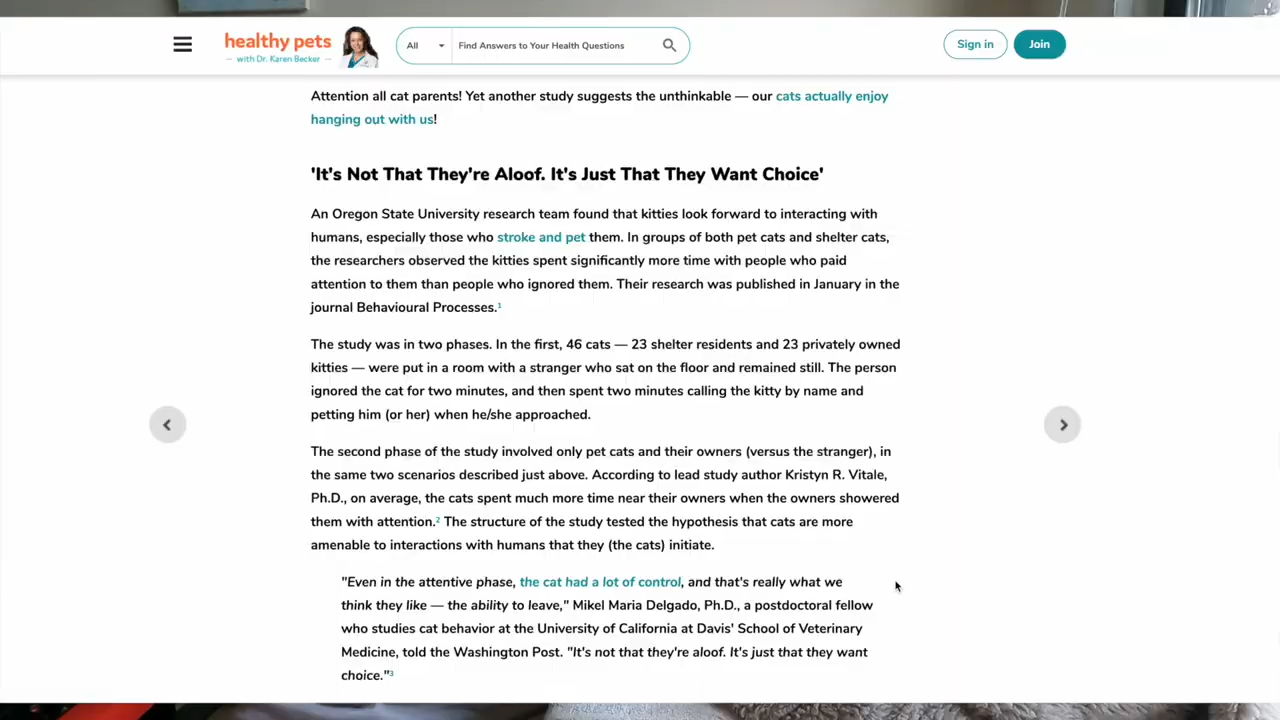 healthy pets
with Dr. Karen Becker
All
Find Answers to Your Health Questions
Sign in
Join
Attention all cat parents! Yet another study suggests the unthinkable — our cats actually enjoy
hanging out with us!
'It's Not That They're Aloof. It's Just That They Want Choice'
An Oregon State University research team found that kitties look forward to interacting with
humans, especially those who stroke and pet them. In groups of both pet cats and shelter cats,
the researchers observed the kitties spent significantly more time with people who paid
attention to them than people who ignored them. Their research was published in January in the
journal Behavioural Processes.1
The study was in two phases. In the first, 46 cats — 23 shelter residents and 23 privately owned
kitties — were put in a room with a stranger who sat on the floor and remained still. The person
ignored the cat for two minutes, and then spent two minutes calling the kitty by name and
petting him (or her) when he/she approached.
The second phase of the study involved only pet cats and their owners (versus the stranger), in
the same two scenarios described just above. According to lead study author Kristyn R. Vitale,
Ph.D., on average, the cats spent much more time near their owners when the owners showered
them with attention.2 The structure of the study tested the hypothesis that cats are more
amenable to interactions with humans that they (the cats) initiate.
"Even in the attentive phase, the cat had a lot of control, and that's really what we
think they like — the ability to leave," Mikel Maria Delgado, Ph.D., a postdoctoral fellow
who studies cat behavior at the University of California at Davis' School of Veterinary
Medicine, told the Washington Post. "It's not that they're aloof. It's just that they want
choice."3